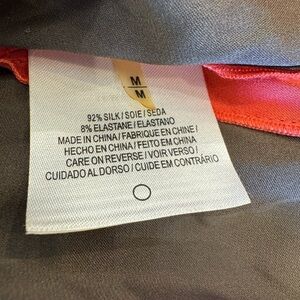 M
M
92% SILK/SOIE/SEDA
8% ELASTANE/ELASTANO
MADE IN CHINA/FABRIQUE EN CHINE/
HECHO EN CHINA/FEITO EM CHINA
CARE ON REVERSE/VOIR VERSO/
CUIDADO AL DORSO/CUIDE EM CONTRÁRIO